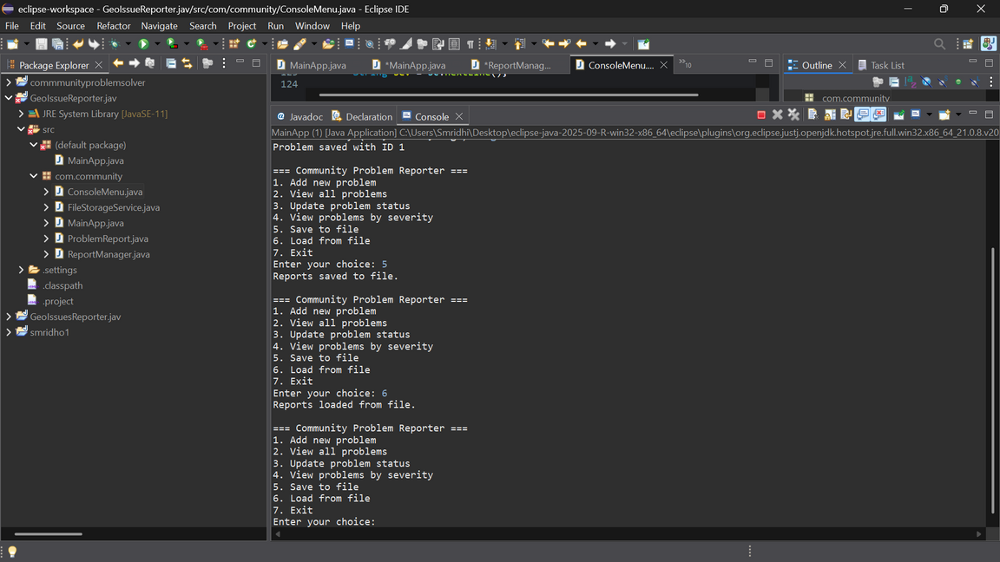 eclipse-workspace - GeoIssueReporter.jav/src/com/community/ConsoleMenu.java - Eclipse IDE
File Edit Source Refactor Navigate Search Project Run Window Help
Package Explorer
commmunityproblemsolver
GeoIssueReporter.jav
JRE System Library [JavaSE-11]
src
(default package)
MainApp.java
com.community
ConsoleMenu.java
FileStorageService.java
MainApp.java
ProblemReport.java
ReportManager.java
.settings
.classpath
.project
GeoIssuesReporter.jav
smridho1
MainApp.java *MainApp.java *ReportManag... ConsoleMenu.... »10
124
Outline Task List
com.community
Javadoc Declaration Console
MainApp (1) [Java Application] C:\Users\Smridhi\Desktop\eclipse-java-2025-09-R-win32-x86_64\eclipse\plugins\org.eclipse.justj.openjdk.hotspot.jre.full.win32.x86_64_21.0.8.v20
Problem saved with ID 1
=== Community Problem Reporter ===
1. Add new problem
2. View all problems
3. Update problem status
4. View problems by severity
5. Save to file
6. Load from file
7. Exit
Enter your choice: 5
Reports saved to file.
=== Community Problem Reporter ===
1. Add new problem
2. View all problems
3. Update problem status
4. View problems by severity
5. Save to file
6. Load from file
7. Exit
Enter your choice: 6
Reports loaded from file.
=== Community Problem Reporter ===
1. Add new problem
2. View all problems
3. Update problem status
4. View problems by severity
5. Save to file
6. Load from file
7. Exit
Enter your choice: